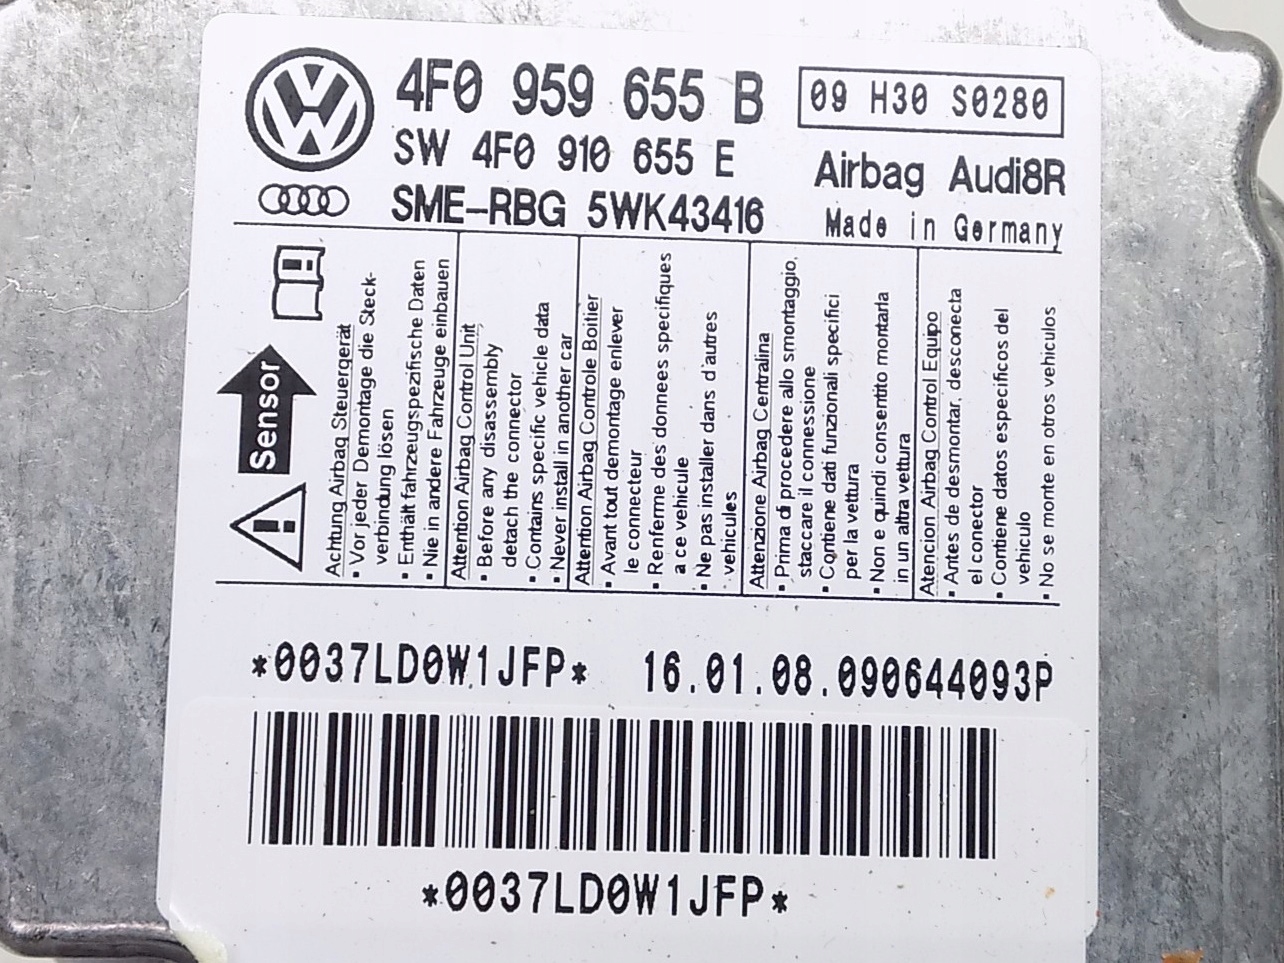 4F0 959 655 B
09 H30 S0280
SW 4F0 910 655 E
Airbag Audi8R
SME-RBG 5WK43416
Made in Germany
Sensor
Achtung Airbag Steuergerät
• Vor jeder Demontage die Steck-
verbindung lösen
• Enthält fahrzeugspezifische Daten
• Nie in andere Fahrzeuge einbauen
Attention Airbag Control Unit
• Before any disassembly
detach the connector
• Contains specific vehicle data
• Never install in another car
Attention Airbag Controle Boitier
• Avant tout demontage enlever
le connecteur
• Renferme des donnees specifiques
a ce vehicule
• Ne pas installer dans d'autres
vehicules
Attenzione Airbag Centralina
• Prima di procedere allo smontaggio,
staccare il connessione
• Contiene dati funzionali specifici
per la vettura
• Non e quindi consentito montarla
in un altra vettura
Atencion Airbag Control Equipo
• Antes de desmontar, desconecta
el conector
• Contiene datos especificos del
vehiculo
• No se monte en otros vehiculos
*0037LD0W1JFP*
16.01.08.090644093P
*0037LD0W1JFP*